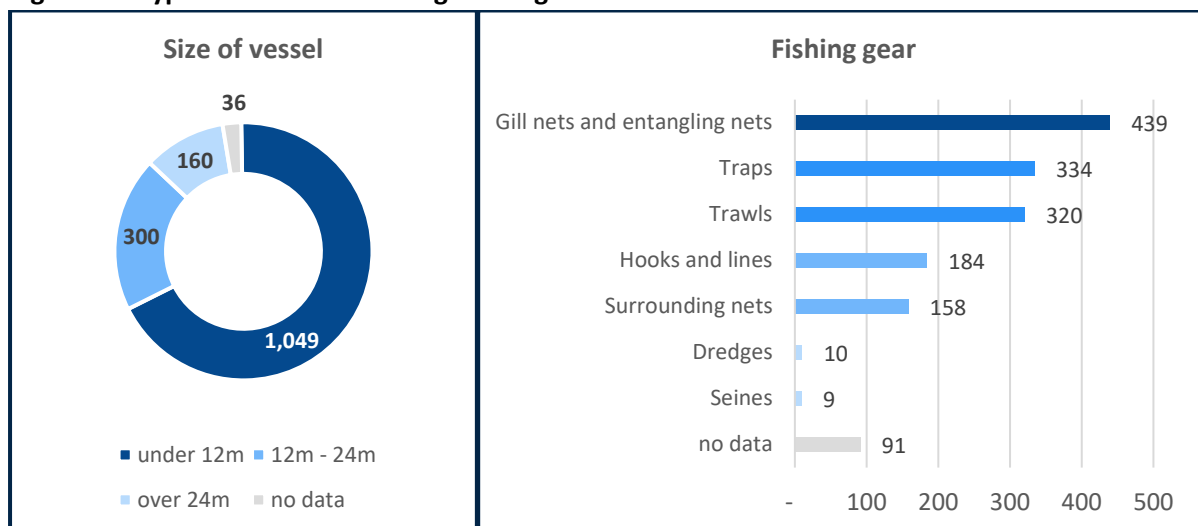 Size of vessel
36
160
300
1,049
under 12m
12m - 24m
over 24m
no data
Fishing gear
Gill nets and entangling nets
439
Traps
334
Trawls
320
Hooks and lines
184
Surrounding nets
158
Dredges
10
Seines
9
no data
91
- 100 200 300 400 500